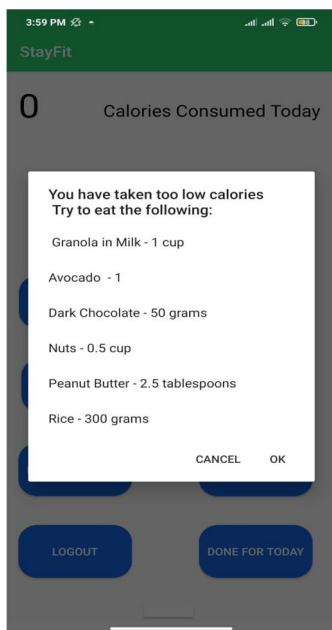 3:59 PM
StayFit
0 Calories Consumed Today
You have taken too low calories
Try to eat the following:
Granola in Milk - 1 cup
Avocado - 1
Dark Chocolate - 50 grams
Nuts - 0.5 cup
Peanut Butter - 2.5 tablespoons
Rice - 300 grams
CANCEL OK
LOGOUT DONE FOR TODAY